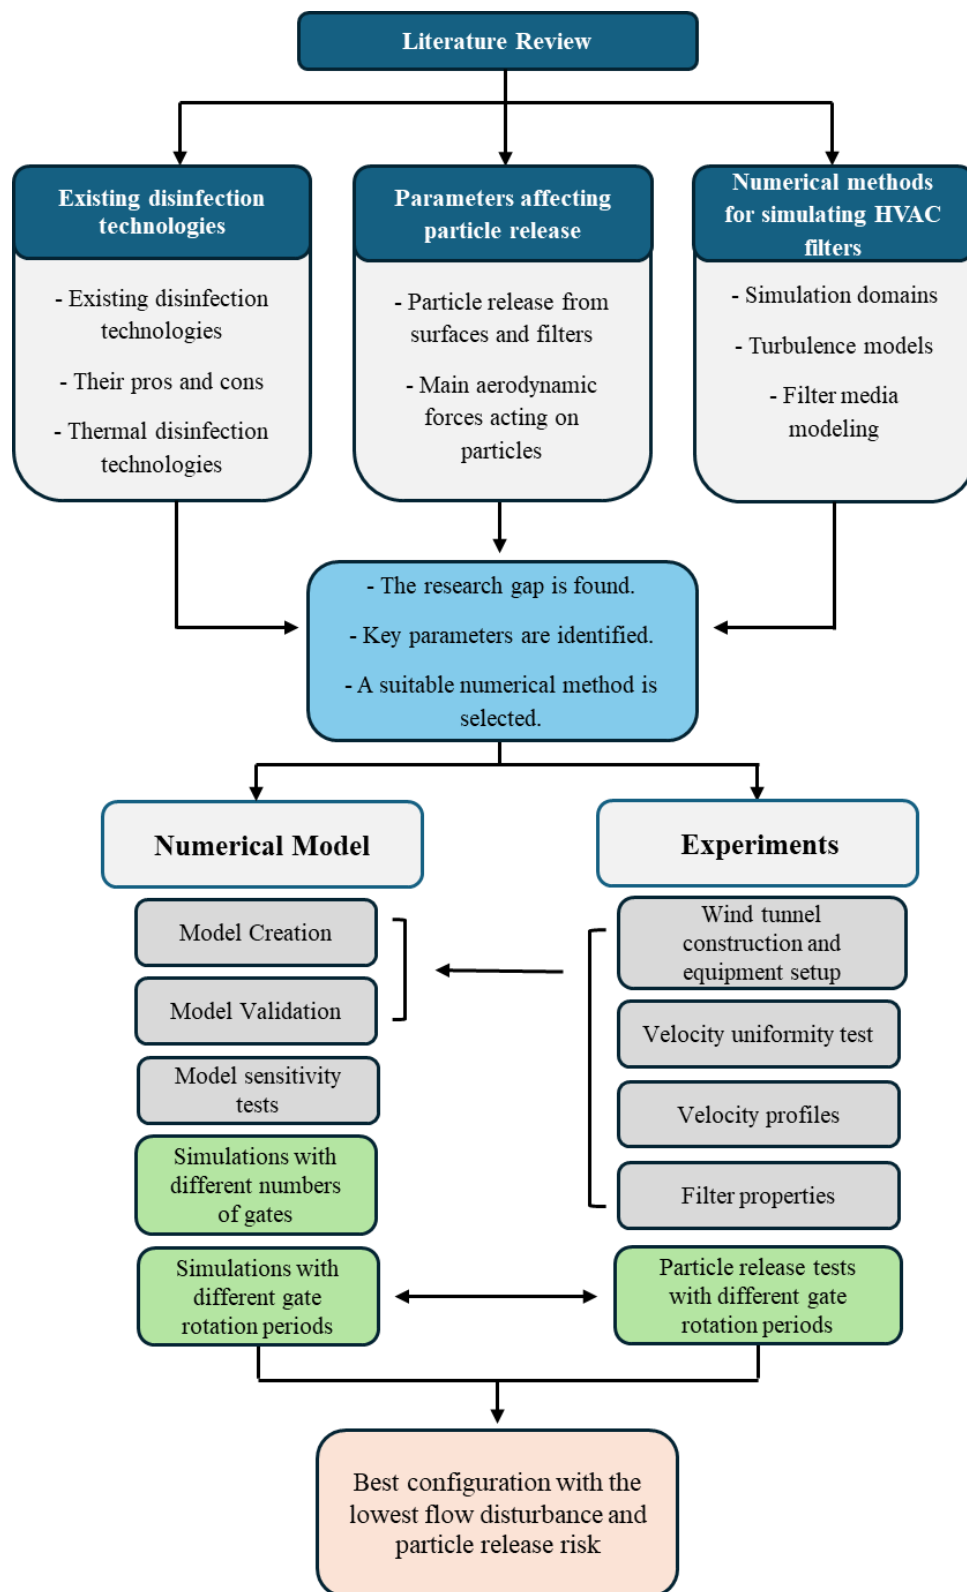 Literature Review
Existing disinfection
technologies
- Existing disinfection
technologies
- Their pros and cons
- Thermal disinfection
technologies
Parameters affecting
particle release
- Particle release from
surfaces and filters
- Main aerodynamic
forces acting on
particles
Numerical methods
for simulating HVAC
filters
- Simulation domains
- Turbulence models
- Filter media
modeling
- The research gap is found.
- Key parameters are identified.
- A suitable numerical method is
selected.
Numerical Model
Model Creation
Model Validation
Model sensitivity
tests
Simulations with
different numbers
of gates
Simulations with
different gate
rotation periods
Experiments
Wind tunnel
construction and
equipment setup
Velocity uniformity test
Velocity profiles
Filter properties
Particle release tests
with different gate
rotation periods
Best configuration with the
lowest flow disturbance and
particle release risk